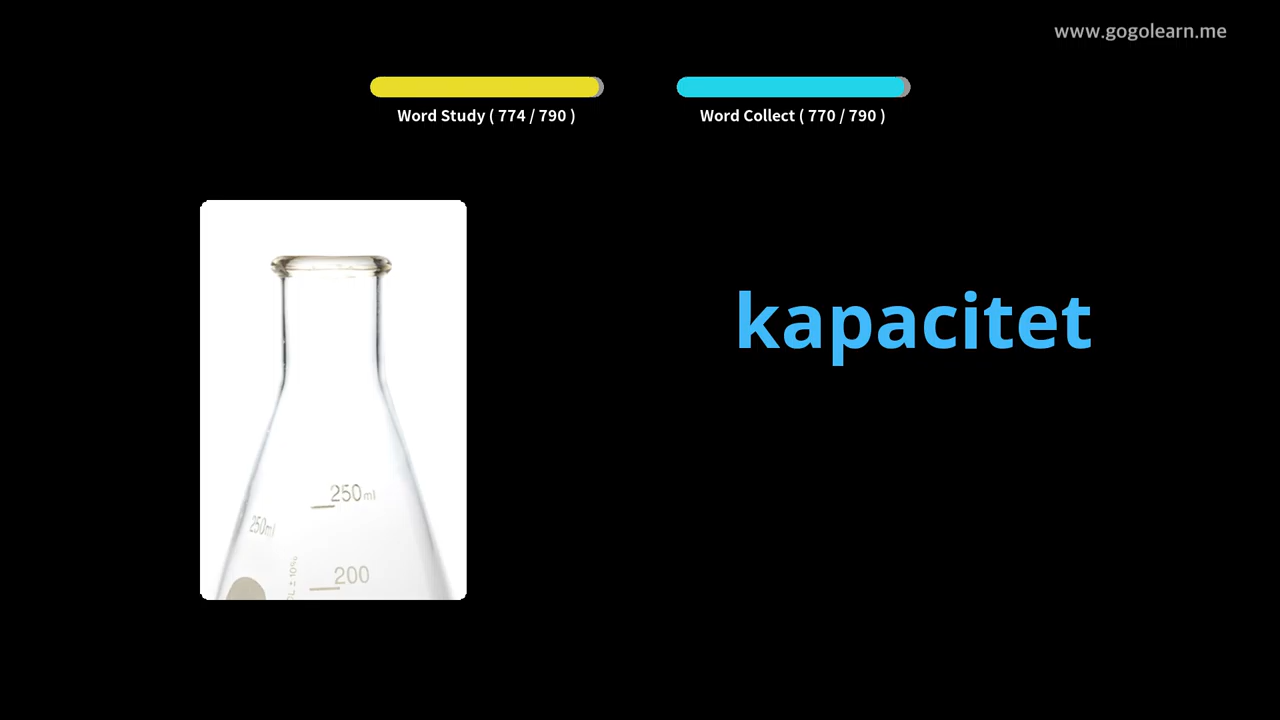 www.gogolearn.me
Word Study ( 774 / 790 )
Word Collect ( 770 / 790 )
kapacitet
250ml
250ml
200